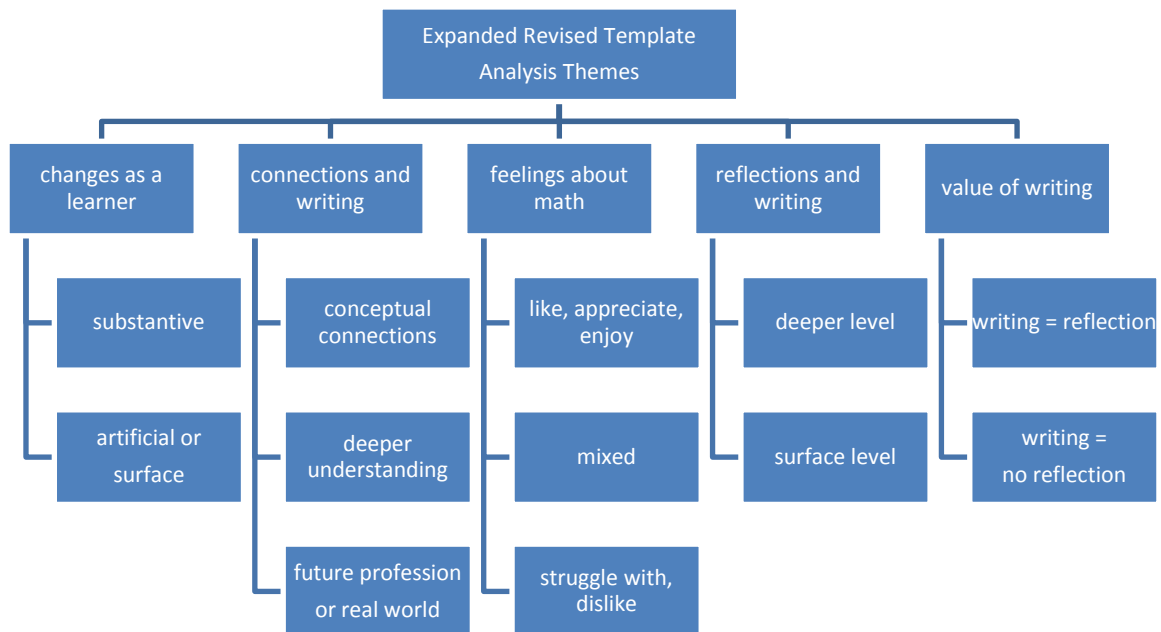 Expanded Revised Template
Analysis Themes
changes as a
learner
connections and
writing
feelings about
math
reflections and
writing
value of writing
substantive
artificial or
surface
conceptual
connections
deeper
understanding
future profession
or real world
like, appreciate,
enjoy
mixed
struggle with,
dislike
deeper level
surface level
writing = reflection
writing =
no reflection